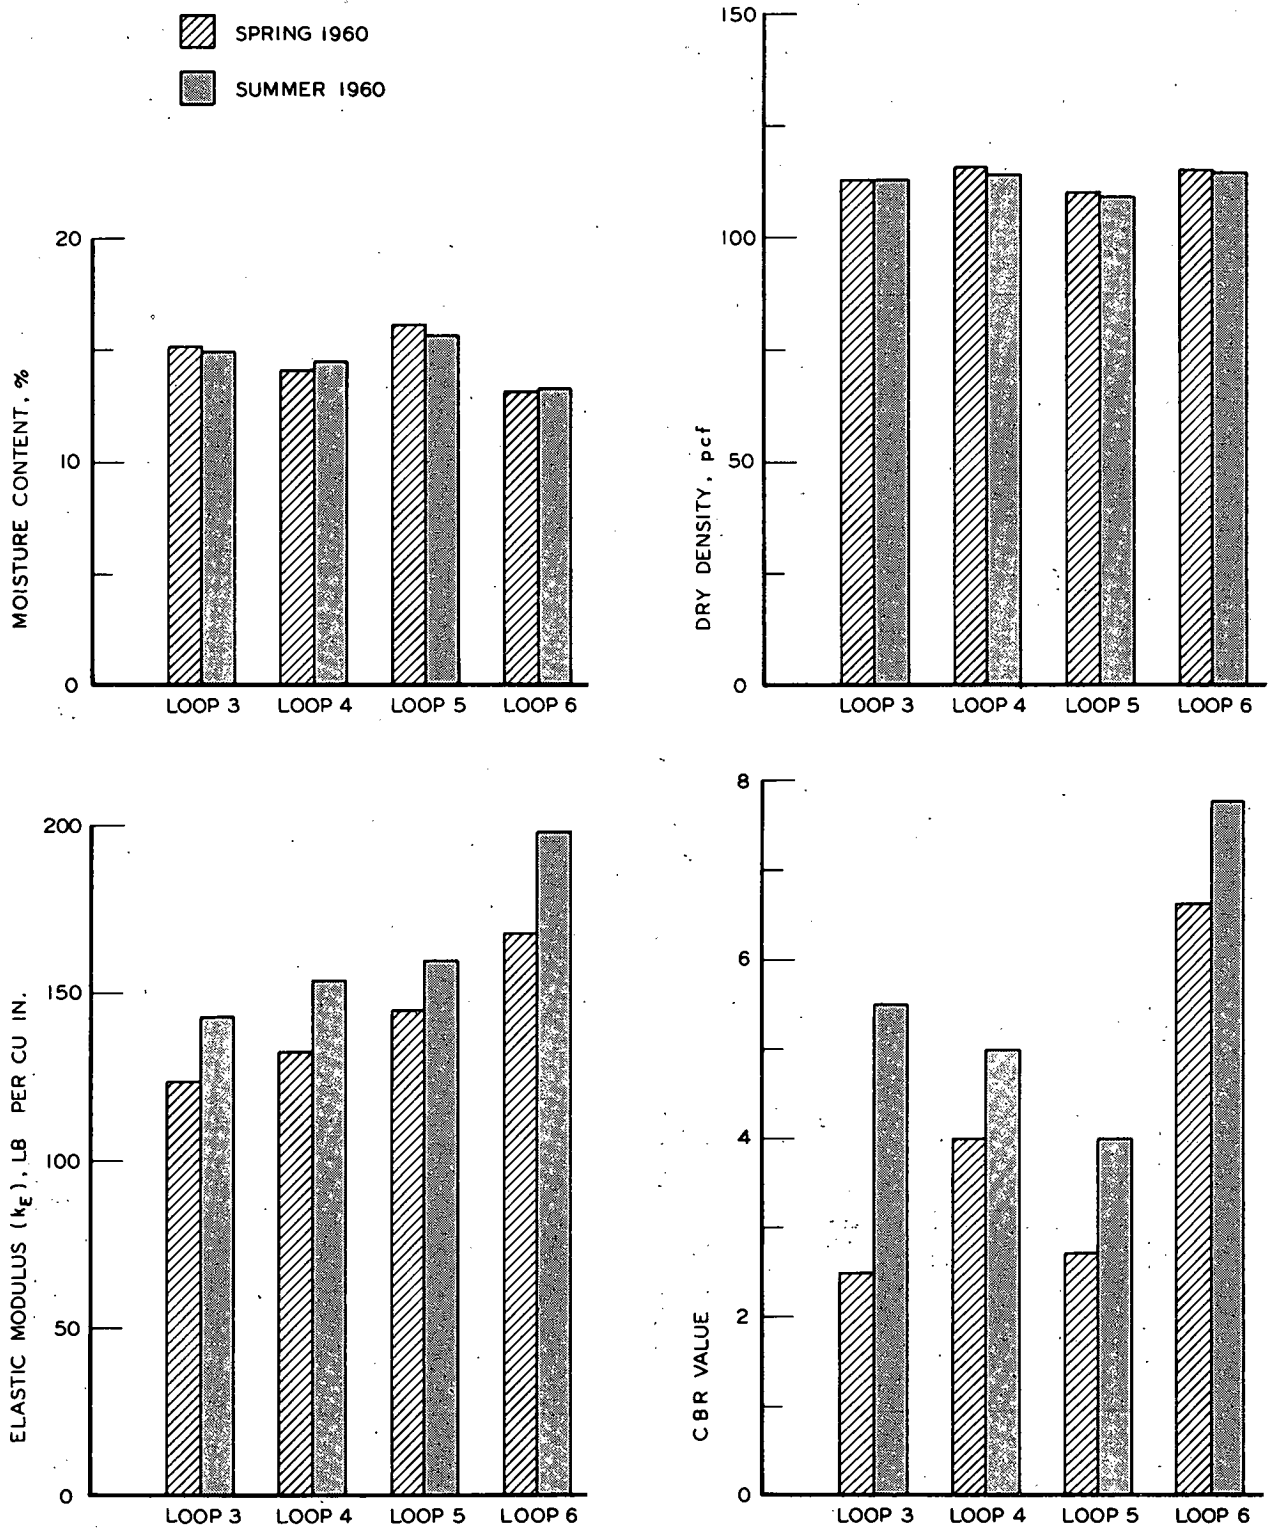 SPRING 1960
SUMMER 1960
MOISTURE CONTENT, %
20
10
0
LOOP 3 LOOP 4 LOOP 5 LOOP 6
DRY DENSITY, pcf
150
100
50
0
LOOP 3 LOOP 4 LOOP 5 LOOP 6
ELASTIC MODULUS (kE), LB PER CU IN.
200
150
100
50
0
LOOP 3 LOOP 4 LOOP 5 LOOP 6
CBR VALUE
8
6
4
2
0
LOOP 3 LOOP 4 LOOP 5 LOOP 6